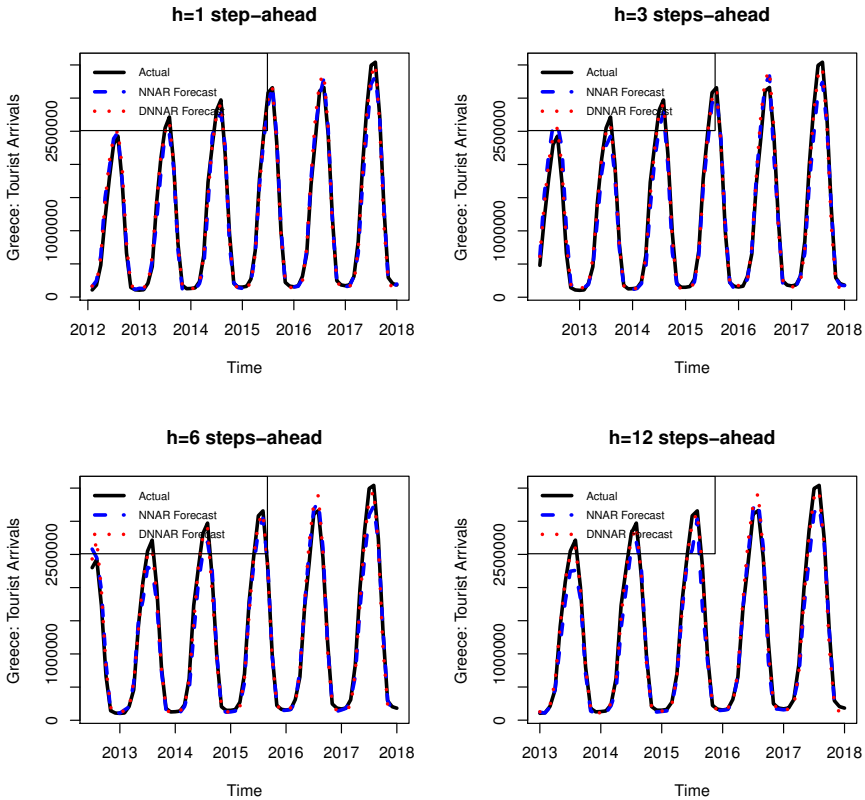 h=1 step−ahead
Greece: Tourist Arrivals
0 1000000 2500000
Actual
NNAR Forecast
DNNAR Forecast
2012 2013 2014 2015 2016 2017 2018
Time
h=3 steps−ahead
Greece: Tourist Arrivals
0 1000000 2500000
Actual
NNAR Forecast
DNNAR Forecast
2013 2014 2015 2016 2017 2018
Time
h=6 steps−ahead
Greece: Tourist Arrivals
0 1000000 2500000
Actual
NNAR Forecast
DNNAR Forecast
2013 2014 2015 2016 2017 2018
Time
h=12 steps−ahead
Greece: Tourist Arrivals
0 1000000 2500000
Actual
NNAR Forecast
DNNAR Forecast
2013 2014 2015 2016 2017 2018
Time